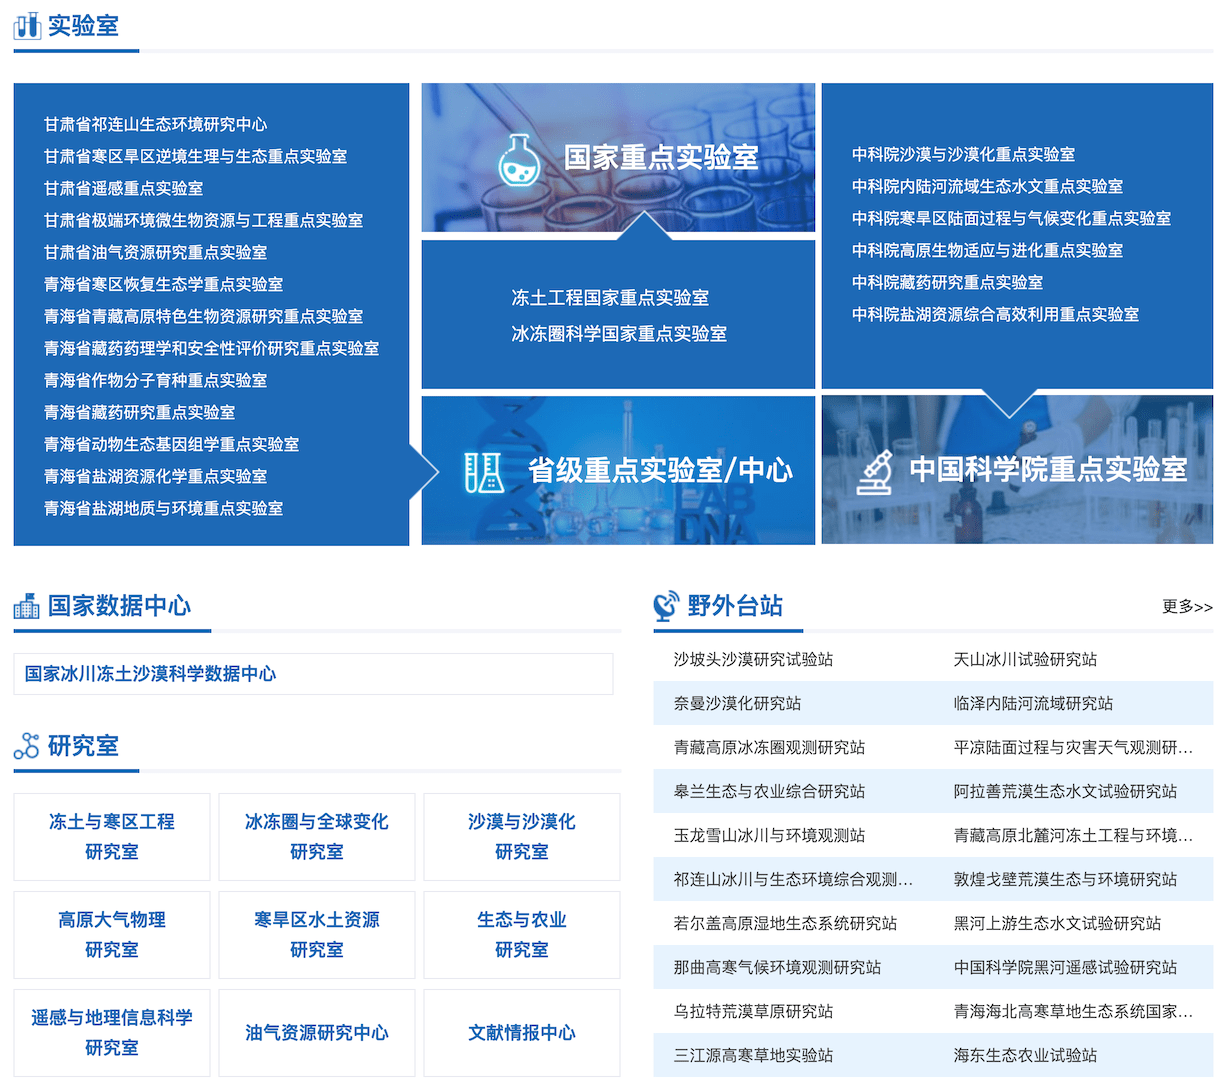 实验室
甘肃省祁连山生态环境研究中心
甘肃省寒区旱区逆境生理与生态重点实验室
甘肃省遥感重点实验室
甘肃省极端环境微生物资源与工程重点实验室
甘肃省油气资源研究重点实验室
青海省寒区恢复生态学重点实验室
青海省青藏高原特色生物资源研究重点实验室
青海省藏药药理学和安全性评价研究重点实验室
青海省作物分子育种重点实验室
青海省藏药研究重点实验室
青海省动物生态基因组学重点实验室
青海省盐湖资源化学重点实验室
青海省盐湖地质与环境重点实验室
国家重点实验室
冻土工程国家重点实验室
冰冻圈科学国家重点实验室
省级重点实验室/中心
LAB
DNA
中科院沙漠与沙漠化重点实验室
中科院内陆河流域生态水文重点实验室
中科院寒旱区陆面过程与气候变化重点实验室
中科院高原生物适应与进化重点实验室
中科院藏药研究重点实验室
中科院盐湖资源综合高效利用重点实验室
中国科学院重点实验室
国家数据中心
国家冰川冻土沙漠科学数据中心
研究室
冻土与寒区工程
研究室
冰冻圈与全球变化
研究室
沙漠与沙漠化
研究室
高原大气物理
研究室
寒旱区水土资源
研究室
生态与农业
研究室
遥感与地理信息科学
研究室
油气资源研究中心
文献情报中心
野外台站
更多>>
沙坡头沙漠研究试验站
天山冰川试验研究站
奈曼沙漠化研究站
临泽内陆河流域研究站
青藏高原冰冻圈观测研究站
平凉陆面过程与灾害天气观测研...
皋兰生态与农业综合研究站
阿拉善荒漠生态水文试验研究站
玉龙雪山冰川与环境观测站
青藏高原北麓河冻土工程与环境...
祁连山冰川与生态环境综合观测...
敦煌戈壁荒漠生态与环境研究站
若尔盖高原湿地生态系统研究站
黑河上游生态水文试验研究站
那曲高寒气候环境观测研究站
中国科学院黑河遥感试验研究站
乌拉特荒漠草原研究站
青海海北高寒草地生态系统国家...
三江源高寒草地实验站
海东生态农业试验站